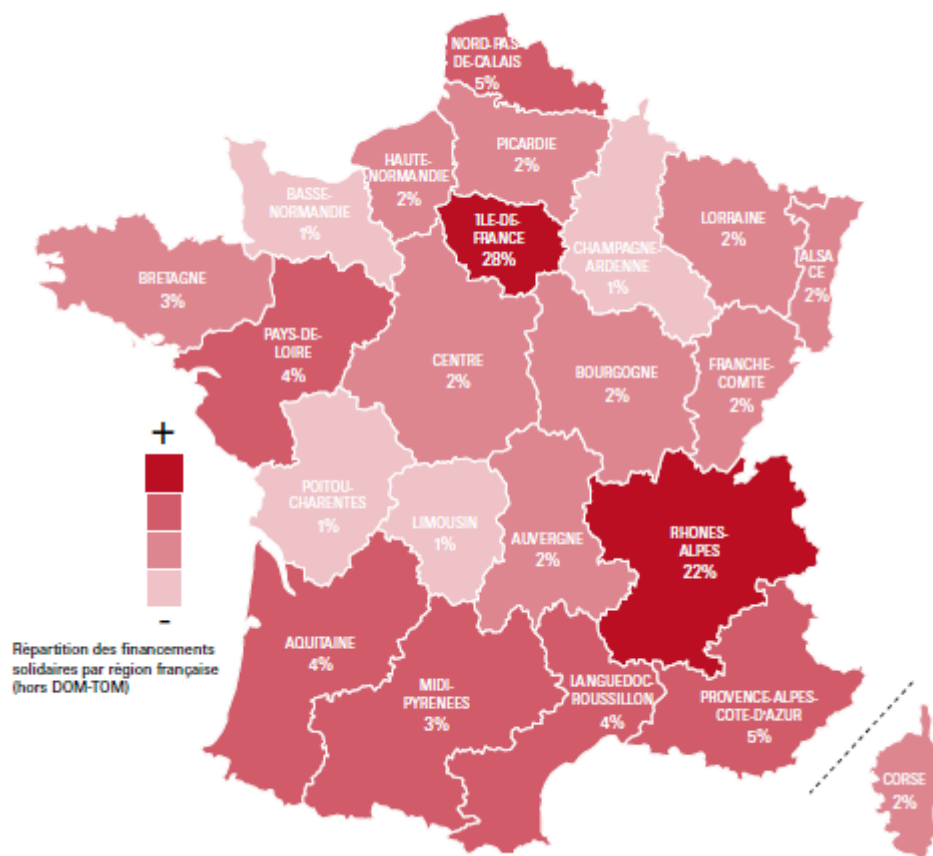 NORD-PAS-
DE-CALAIS
5%
PICARDIE
2%
HAUTE-
NORMANDIE
2%
BASSE-
NORMANDIE
1%
ILE-DE-
FRANCE
28%
CHAMPAGNE-
ARDENNE
1%
LORRAINE
2%
ALSA
CE
2%
BRETAGNE
3%
PAYS-DE-
LOIRE
4%
CENTRE
2%
BOURGOGNE
2%
FRANCHE-
COMTE
2%
+
-
POITOU-
CHARENTES
1%
LIMOUSIN
1%
AUVERGNE
2%
RHONES-
ALPES
22%
Répartition des financements
solidaires par région française
(hors DOM-TOM)
AQUITAINE
4%
MIDI-
PYRENEES
3%
LANGUEDOC-
ROUSSILLON
4%
PROVENCE-ALPES-
COTE-D'AZUR
5%
CORSE
2%